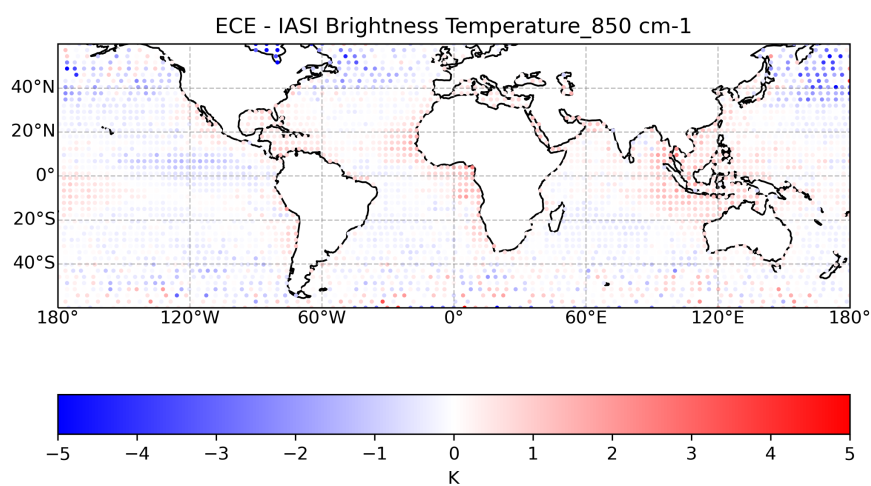 ECE - IASI Brightness Temperature_850 cm-1
40°N
20°N
0°
20°S
40°S
180° 120°W 60°W 0° 60°E 120°E 180°
−5 −4 −3 −2 −1 0 1 2 3 4 5
K